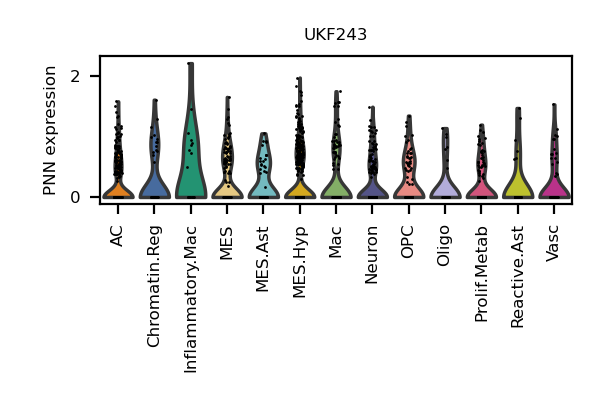 UKF243
PNN expression
2
0
AC
Chromatin.Reg
Inflammatory.Mac
MES
MES.Ast
MES.Hyp
Mac
Neuron
OPC
Oligo
Prolif.Metab
Reactive.Ast
Vasc